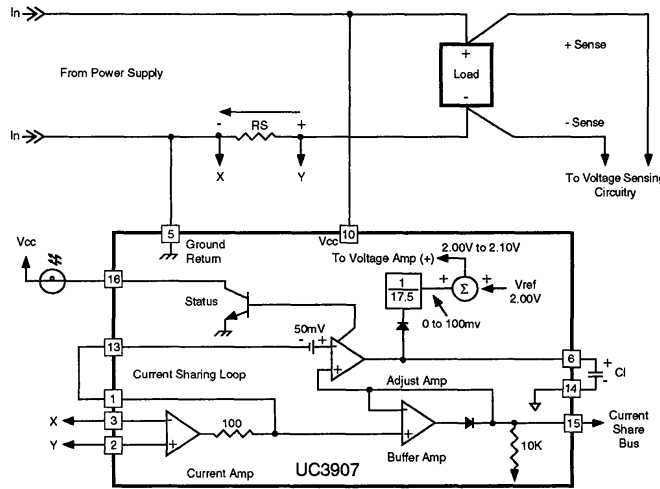 In
+ Sense
+
Load
-
From Power Supply
- RS +
- Sense
In
X
Y
To Voltage Sensing
Circuitry
5
10
Vcc
Ground
Return
Vcc
2.00V to 2.10V
To Voltage Amp (+)
16
+ Σ +
Vref
2.00V
1
17.5
Status
50mV
0 to 100mv
- +
13
-
+
6
+
CI
-
Current Sharing Loop
Adjust Amp
14
1
X
3
-
100
-
15
Current
Share
Bus
Y
2
+
+
10K
Buffer Amp
Current Amp
UC3907